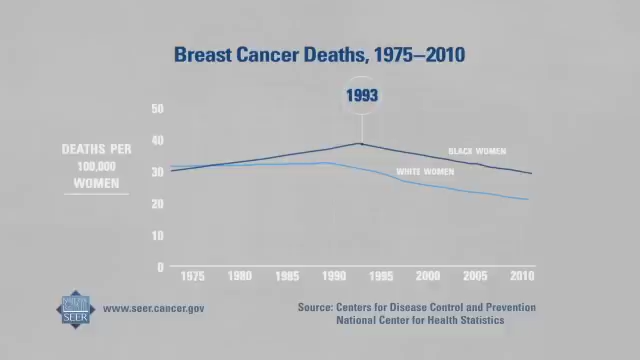 Breast Cancer Deaths, 1975–2010
1993
50
40
30
20
10
0
DEATHS PER
100,000
WOMEN
BLACK WOMEN
WHITE WOMEN
1975 1980 1985 1990 1995 2000 2005 2010
SEER
www.seer.cancer.gov
Source: Centers for Disease Control and Prevention
National Center for Health Statistics